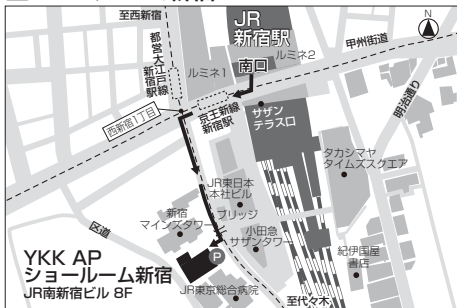 至西新宿
JR
新宿駅
N
都営大江戸線
新宿駅
ルミネ1
ルミネ2
甲州街道
南口
明治通り
京王新線
新宿駅
サザン
テラス口
西新宿1丁目
タカシマヤ
タイムズスクエア
JR東日本
本社ビル
新宿
マインズタワー
ブリッジ
区道
小田急
サザンタワー
紀伊国屋
書店
P
YKK AP
ショールーム新宿
JR南新宿ビル 8F
JR東京総合病院
至代々木